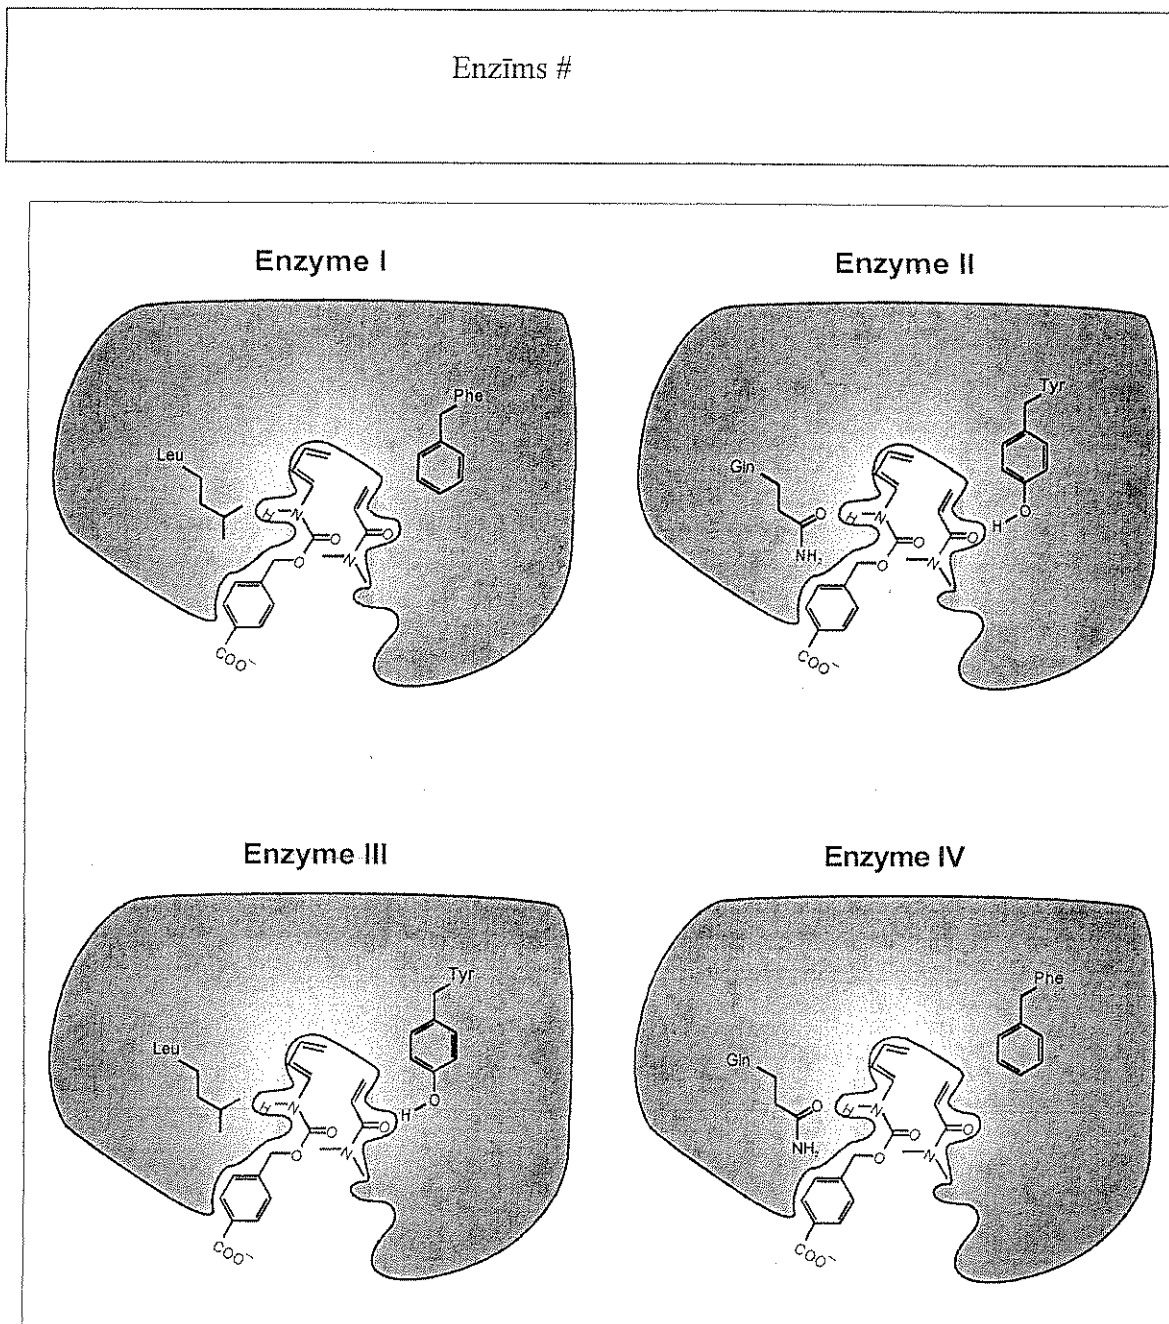 Enzīms #
Enzyme I
Enzyme II
Phe
Leu
H
N
O
O
O
N
COO⁻
Tyr
Gln
O
NH₂
H
O
H
N
O
O
O
N
COO⁻
Enzyme III
Enzyme IV
Tyr
Leu
H
O
H
N
O
O
O
N
COO⁻
Phe
Gln
O
NH₂
H
N
O
O
O
N
COO⁻